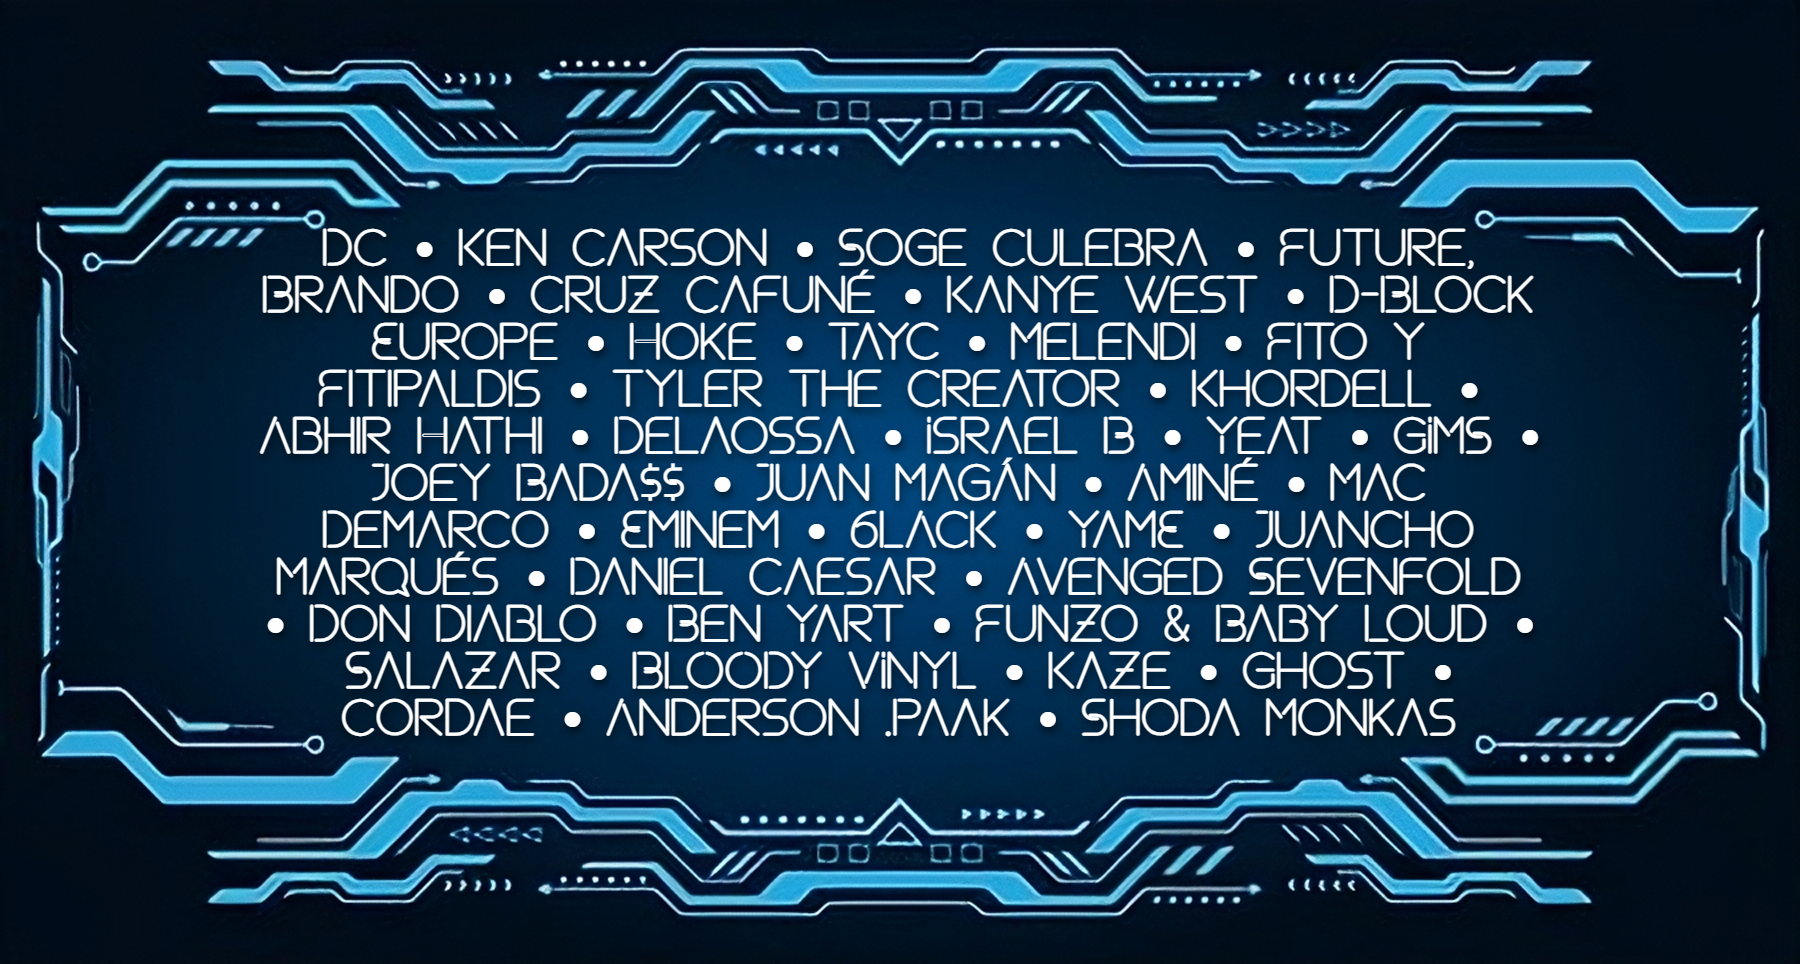 DC • KEN CARSON • SOGE CULEBRA • FUTURE,
BRANDO • CRUZ CAFUNÉ • KANYE WEST • D-BLOCK
EUROPE • HOKE • TAYC • MELENDI • FITO Y
FITIPALDIS • TYLER THE CREATOR • KHORDELL •
ABHIR HATHI • DELAOSSA • iSRAEL B • YEAT • GiMS •
JOEY BADA$$ • JUAN MAGÁN • AMINÉ • MAC
DEMARCO • EMINEM • 6LACK • YAME • JUANCHO
MARQUÉS • DANIEL CAESAR • AVENGED SEVENFOLD
• DON DIABLO • BEN YART • FUNZO & BABY LOUD •
SALAZAR • BLOODY ViNYL • KAZE • GHOST •
CORDAE • ANDERSON .PAAK • SHODA MONKAS